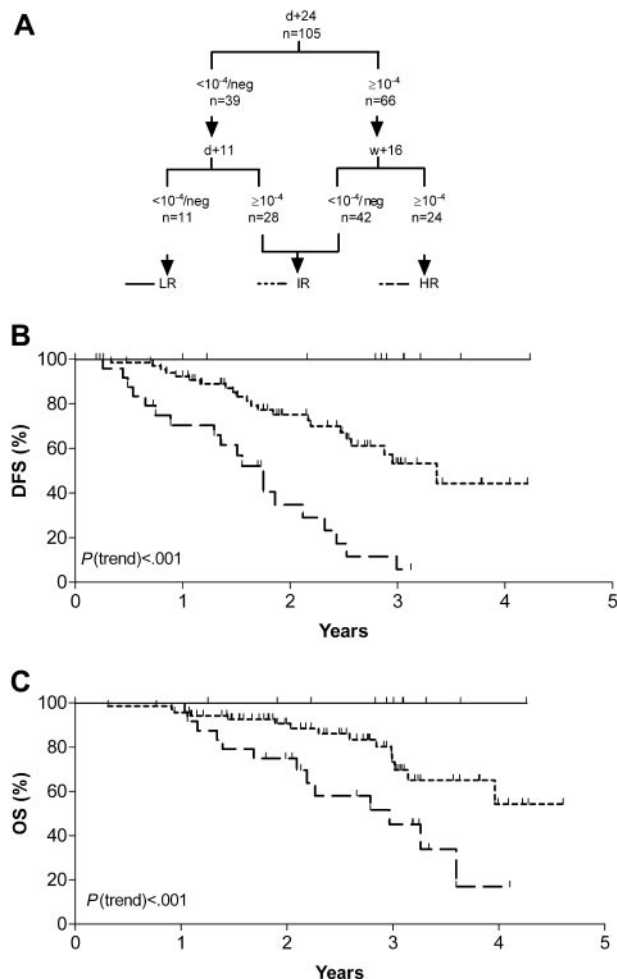 A
d+24
n=105
<10⁻⁴/neg ≥10⁻⁴
n=39 n=66
d+11 w+16
<10⁻⁴/neg ≥10⁻⁴ <10⁻⁴/neg ≥10⁻⁴
n=11 n=28 n=42 n=24
LR IR HR
B
100
80
60
40
20
0
DFS (%)
P(trend)<.001
0 1 2 3 4 5
Years
C
100
80
60
40
20
0
OS (%)
P(trend)<.001
0 1 2 3 4 5
Years